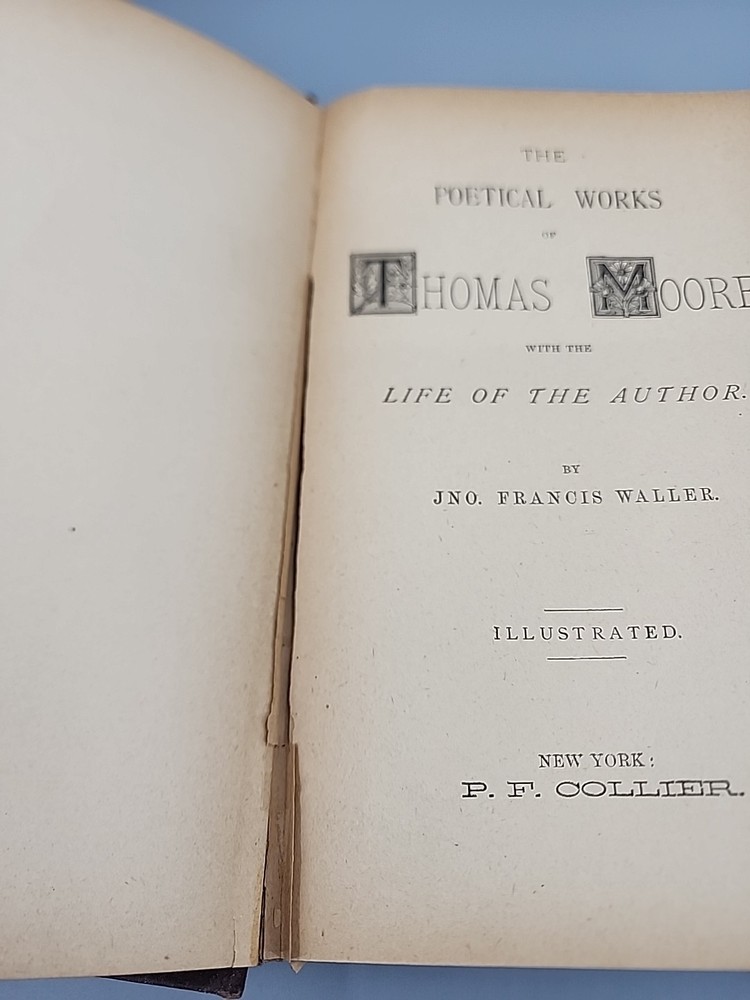 THE
POETICAL WORKS
OF
THOMAS MOORE
WITH THE
LIFE OF THE AUTHOR.
BY
JNO. FRANCIS WALLER.
ILLUSTRATED.
NEW YORK:
P. F. COLLIER.